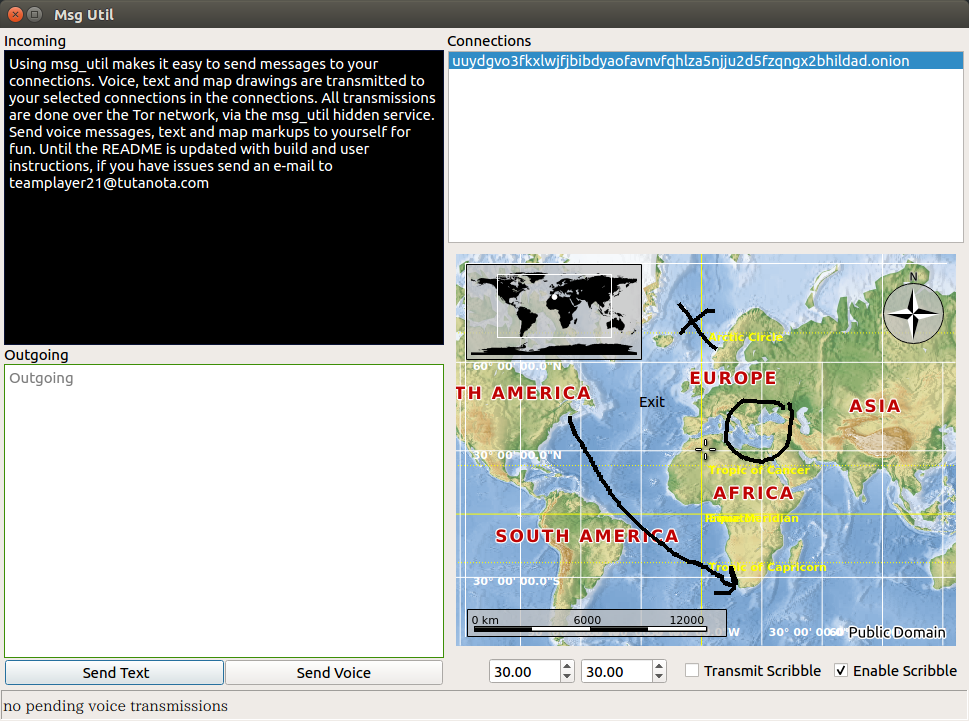 Msg Util
Incoming
Using msg_util makes it easy to send messages to your
connections. Voice, text and map drawings are transmitted to
your selected connections in the connections. All transmissions
are done over the Tor network, via the msg_util hidden service.
Send voice messages, text and map markups to yourself for
fun. Until the README is updated with build and user
instructions, if you have issues send an e-mail to
teamplayer21@tutanota.com
Outgoing
Outgoing
Send Text
Send Voice
no pending voice transmissions
Connections
uuydgvo3fkxlwjfjbibdyaofavnvfqhlza5njju2d5fzqngx2bhildad.onion
N
Arctic Circle
60° 00' 00.0"N
EUROPE
TH AMERICA
Exit
ASIA
30° 00' 00.0"N
Tropic of Cancer
AFRICA
Meridian
SOUTH AMERICA
Tropic of Capricorn
30° 00' 00.0"S
0 km 6000 12000
W 30° 00' 00
Public Domain
30.00 30.00 Transmit Scribble Enable Scribble